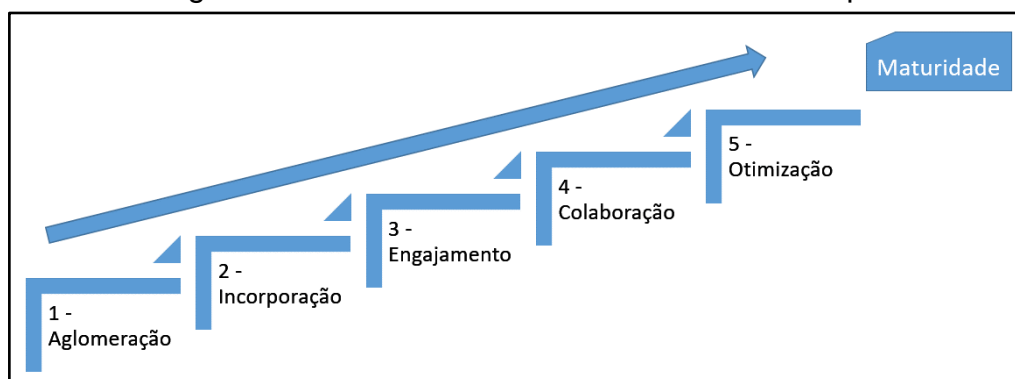 Maturidade
5 -
Otimização
4 -
Colaboração
3 -
Engajamento
2 -
Incorporação
1 -
Aglomeração